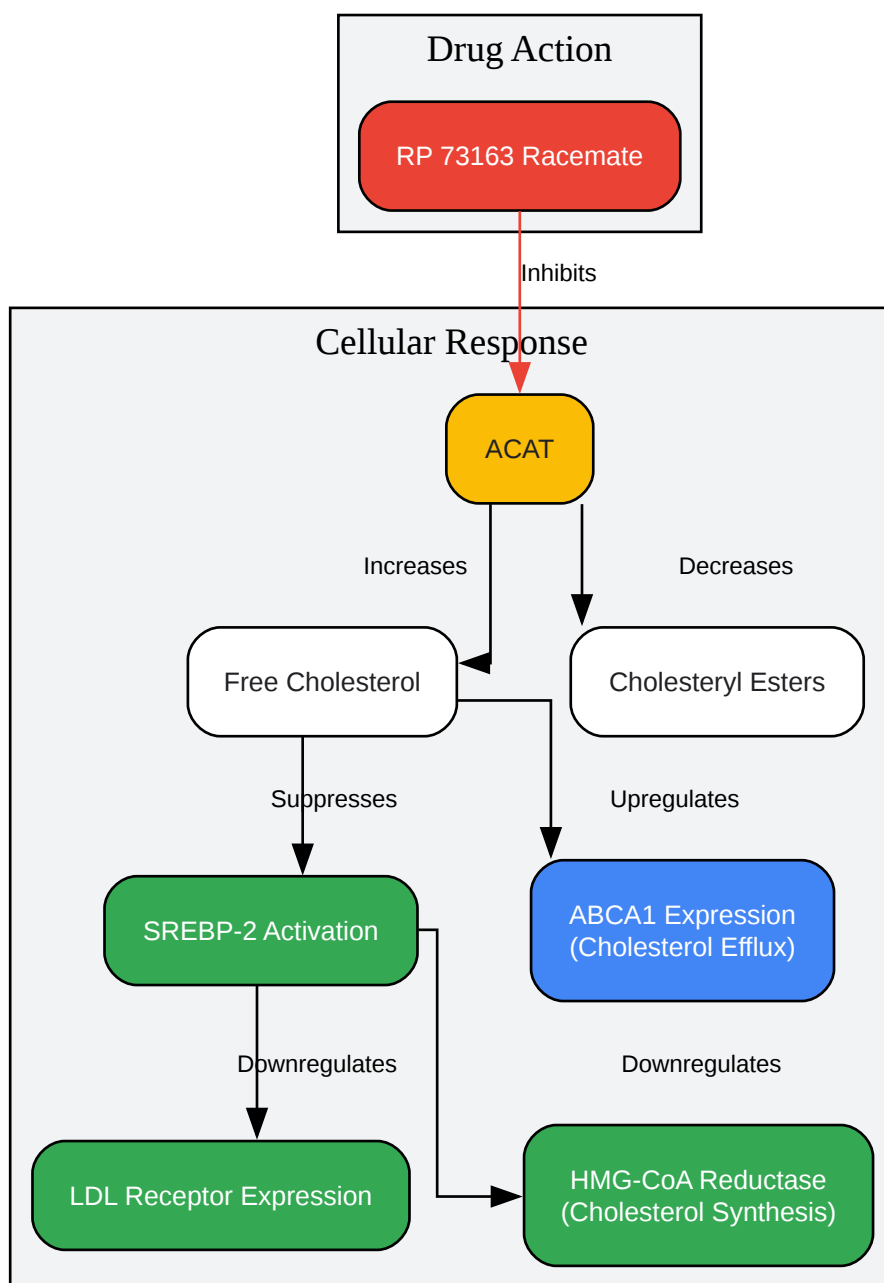 Drug Action
RP 73163 Racemate
Inhibits
Cellular Response
ACAT
Increases
Decreases
Free Cholesterol
Cholesteryl Esters
Suppresses
Upregulates
SREBP-2 Activation
ABCA1 Expression
(Cholesterol Efflux)
Downregulates
Downregulates
LDL Receptor Expression
HMG-CoA Reductase
(Cholesterol Synthesis)